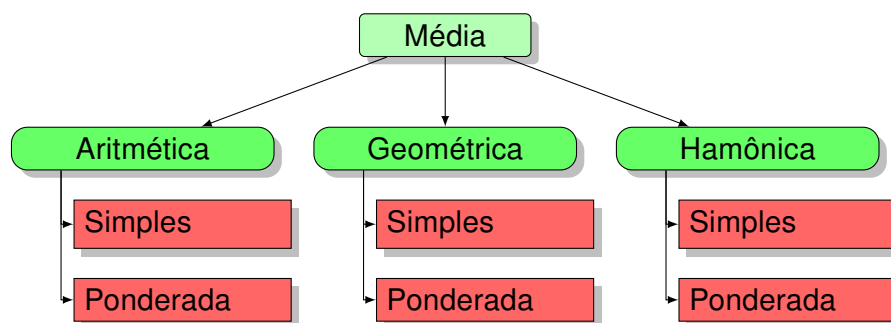 Média
Aritmética
Geométrica
Hamônica
Simples
Simples
Simples
Ponderada
Ponderada
Ponderada